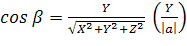 cos β = Y / √(X² + Y² + Z²) (Y / |a|)